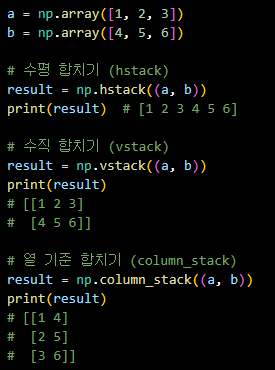 a = np.array([1, 2, 3])
b = np.array([4, 5, 6])
# 수평 합치기 (hstack)
result = np.hstack((a, b))
print(result)  # [1 2 3 4 5 6]
# 수직 합치기 (vstack)
result = np.vstack((a, b))
print(result)
# [[1 2 3]
#  [4 5 6]]
# 열 기준 합치기 (column_stack)
result = np.column_stack((a, b))
print(result)
# [[1 4]
#  [2 5]
#  [3 6]]